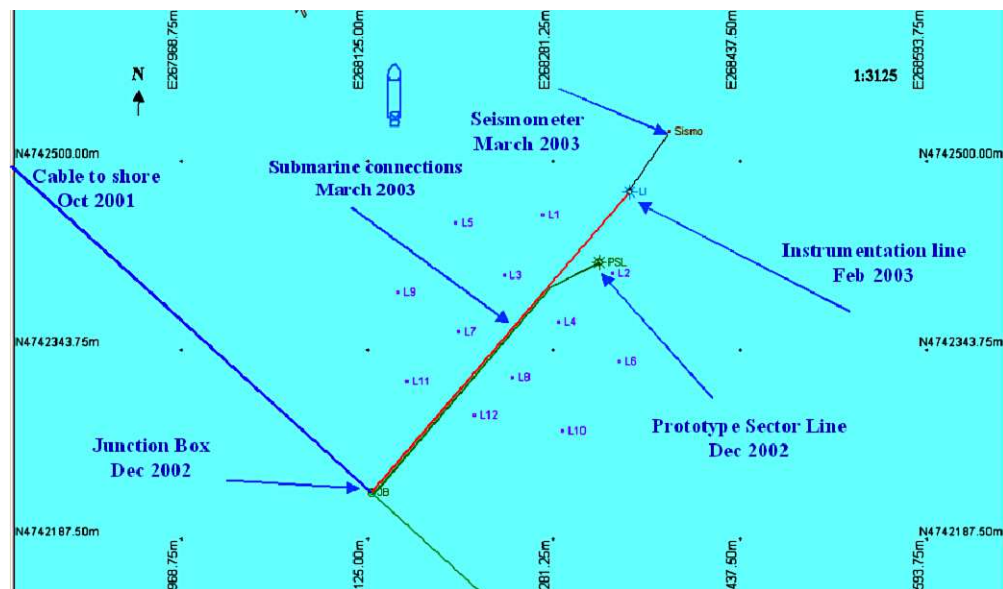 E267968.75m
E268125.00m
E268281.25m
E268437.50m
E268593.75m
N
1:3125
Seismometer
March 2003
Sismo
N4742500.00m
N4742500.00m
Submarine connections
March 2003
Cable to shore
Oct 2001
LI
L1
L5
Instrumentation line
Feb 2003
PSL
L3
L2
L9
L4
L7
N4742343.75m
N4742343.75m
L6
L8
L11
L12
Prototype Sector Line
Dec 2002
L10
Junction Box
Dec 2002
JB
N4742187.50m
N4742187.50m
968.75m
125.00m
281.25m
437.50m
593.75m